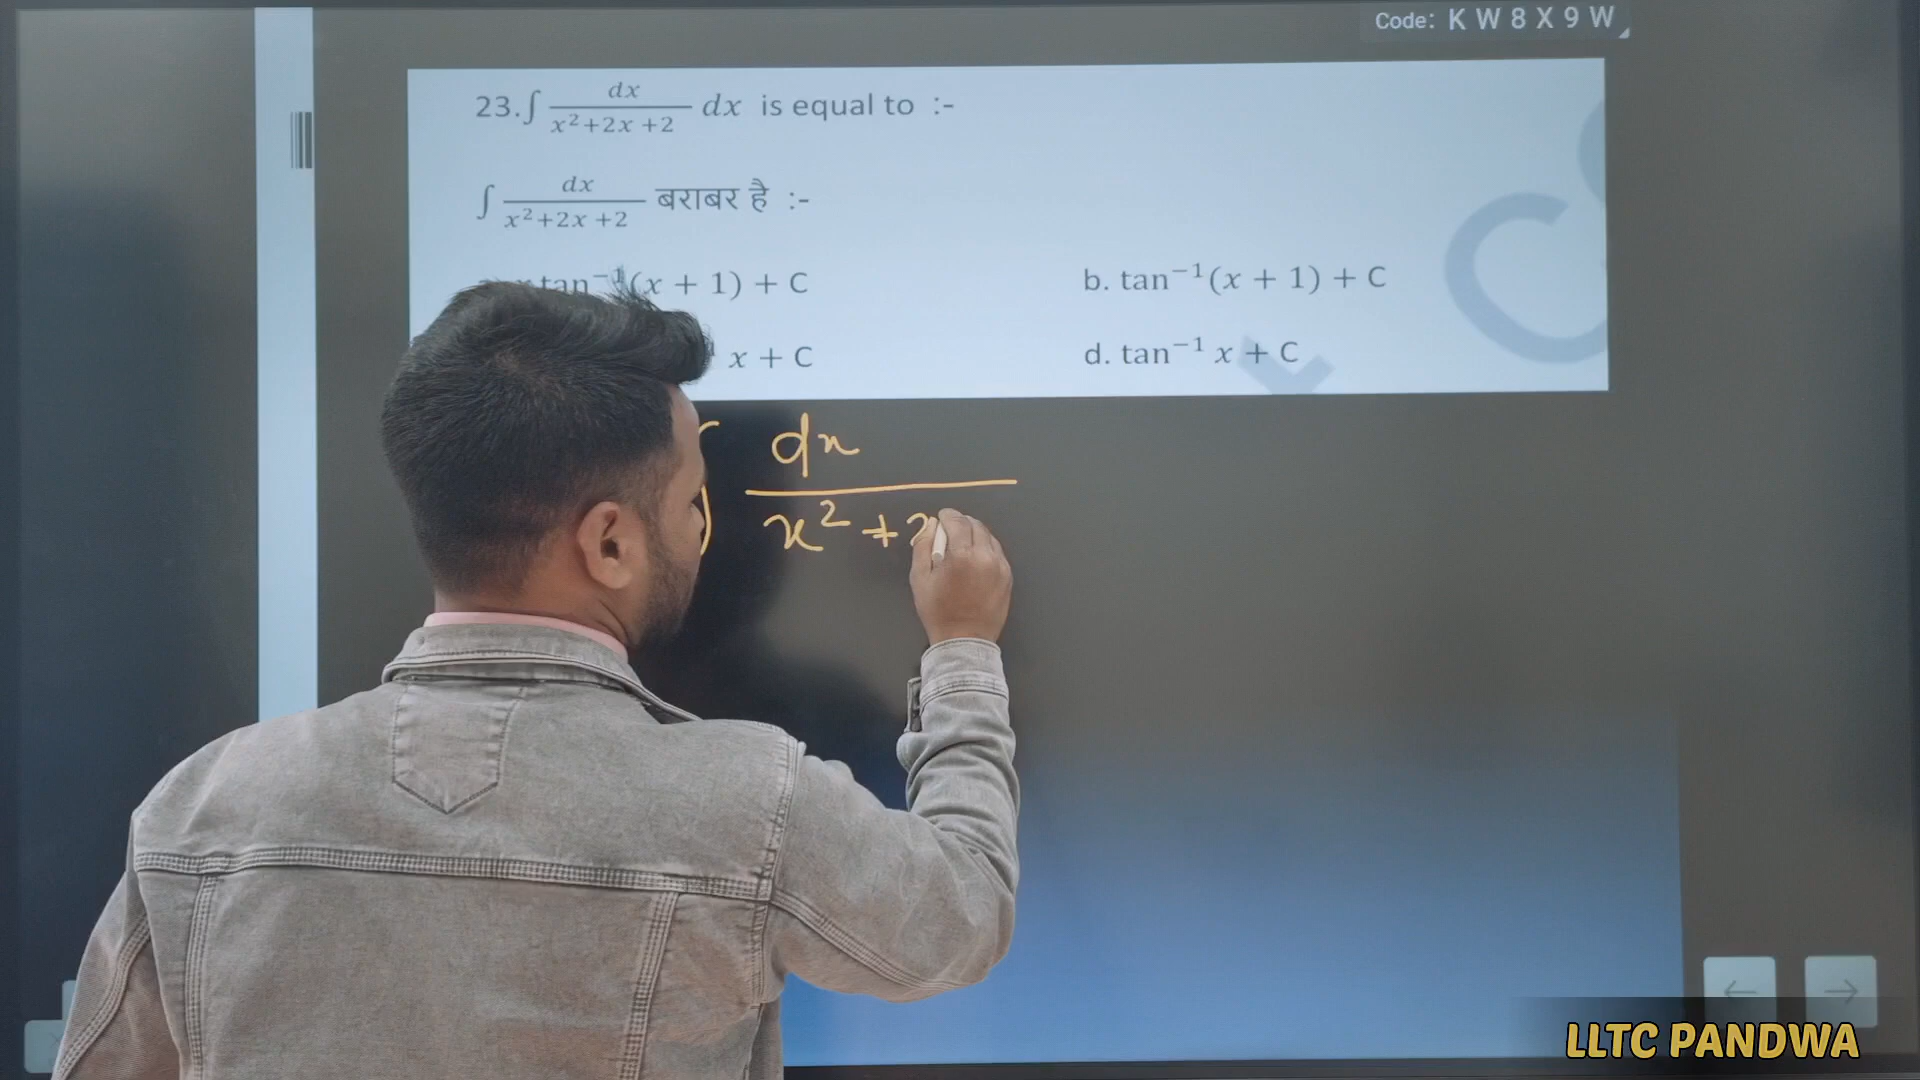 Code: K W 8 X 9 W
23.∫ dx/(x²+2x +2) dx is equal to :-
∫ dx/(x²+2x +2) बराबर है :-
tan⁻¹(x + 1) + C
b. tan⁻¹(x + 1) + C
x + C
d. tan⁻¹ x + C
∫ dx
x² +
LLTC PANDWA